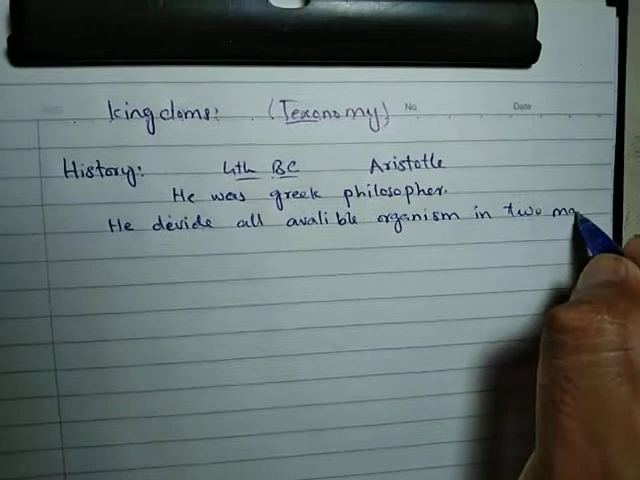 kingdoms: (Texonomy) No Date
History: 4th BC Aristotle
He was greek philosopher.
He devide all avalible organism in two ma